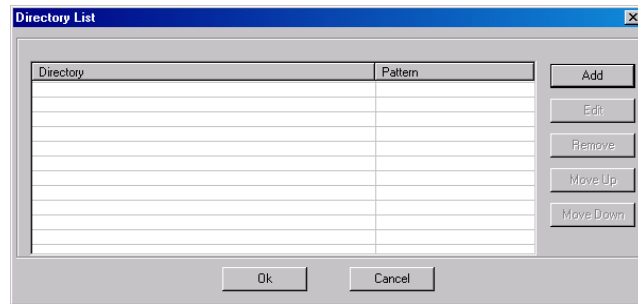 Directory List
Directory Pattern
Add
Edit
Remove
Move Up
Move Down
Ok Cancel